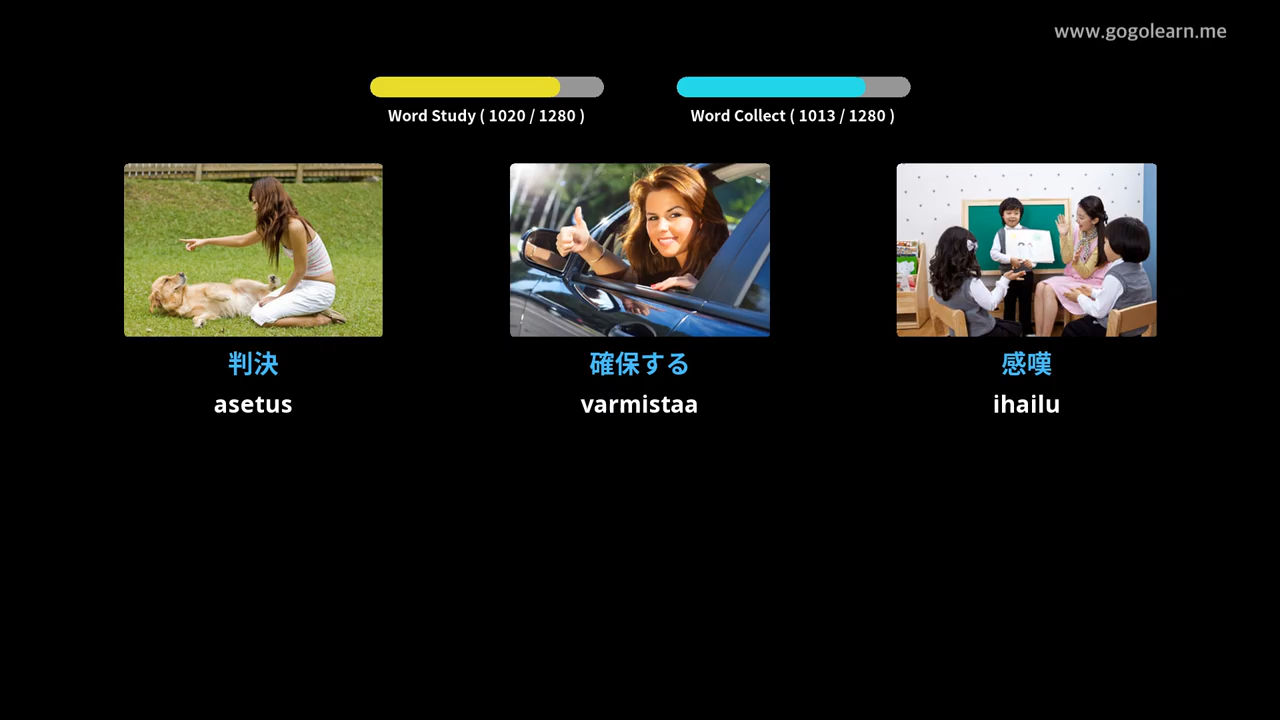 www.gogolearn.me
Word Study ( 1020 / 1280 )
Word Collect ( 1013 / 1280 )
判決
確保する
感嘆
asetus
varmistaa
ihailu